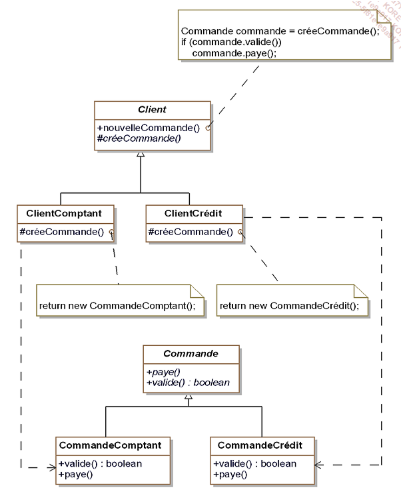 Commande commande = créeCommande();
if (commande.valide())
commande.paye();
Client
+nouvelleCommande()
#créeCommande()
ClientComptant
#créeCommande()
ClientCrédit
#créeCommande()
return new CommandeComptant();
return new CommandeCrédit();
Commande
+paye()
+valide() : boolean
CommandeComptant
+valide() : boolean
+paye()
CommandeCrédit
+valide() : boolean
+paye()